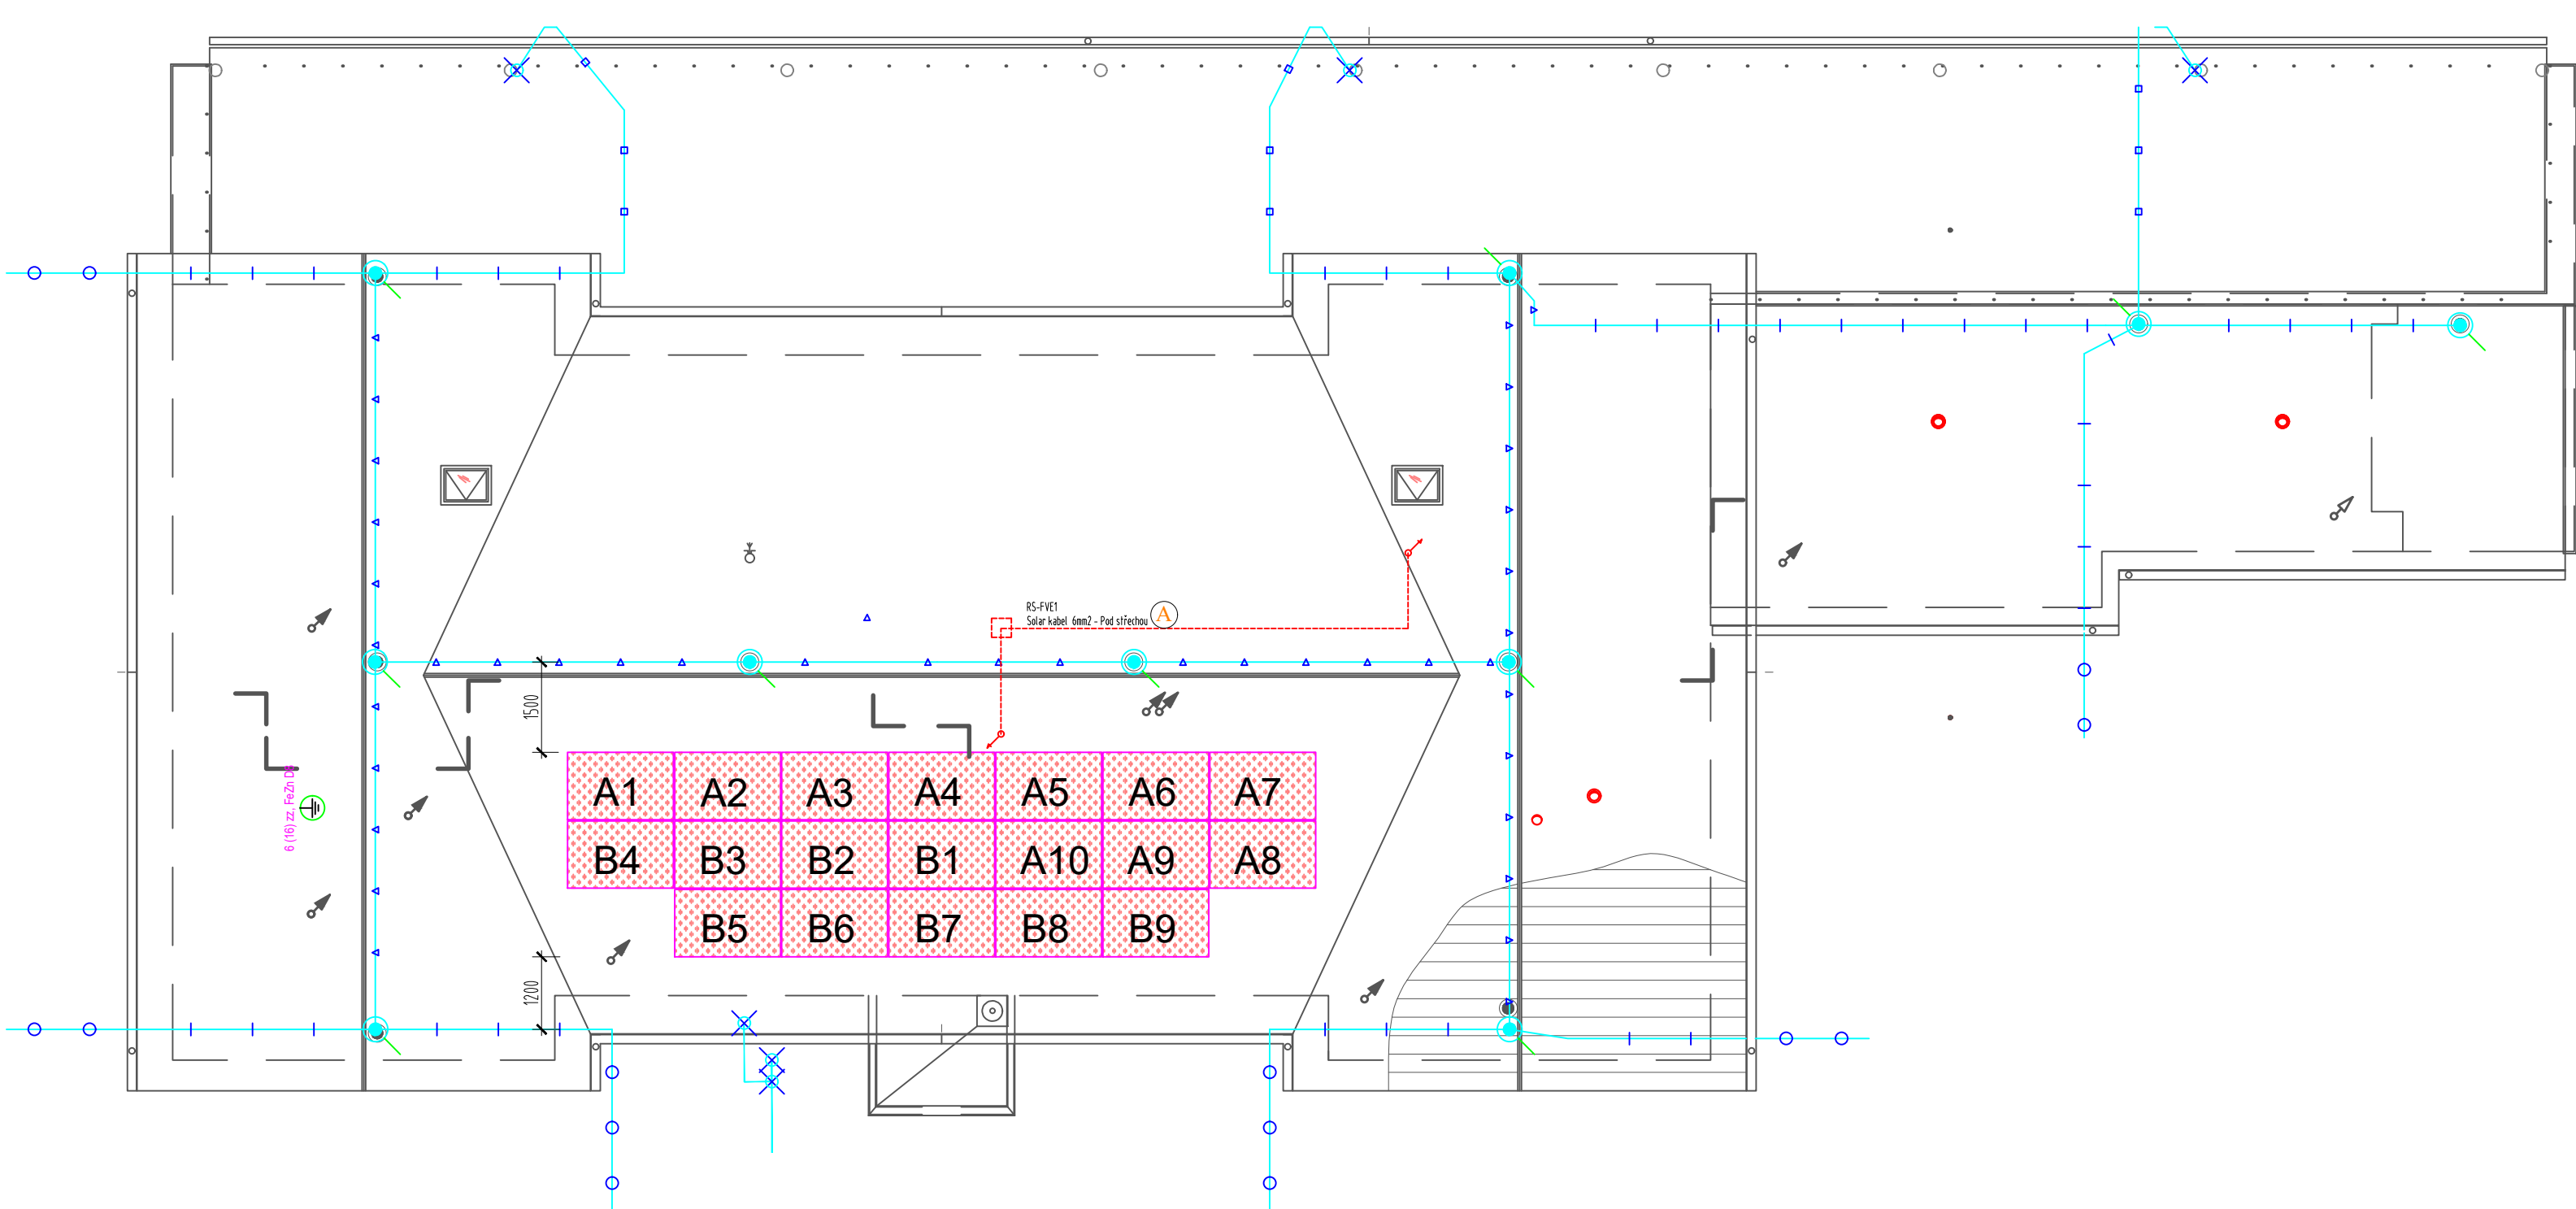 RS-FVE1
Solar kabel 6mm2 - Pod střechou
A
1500
A1 A2 A3 A4 A5 A6 A7
B4 B3 B2 B1 A10 A9 A8
B5 B6 B7 B8 B9
6 (16) zz, FeZn D8
1200